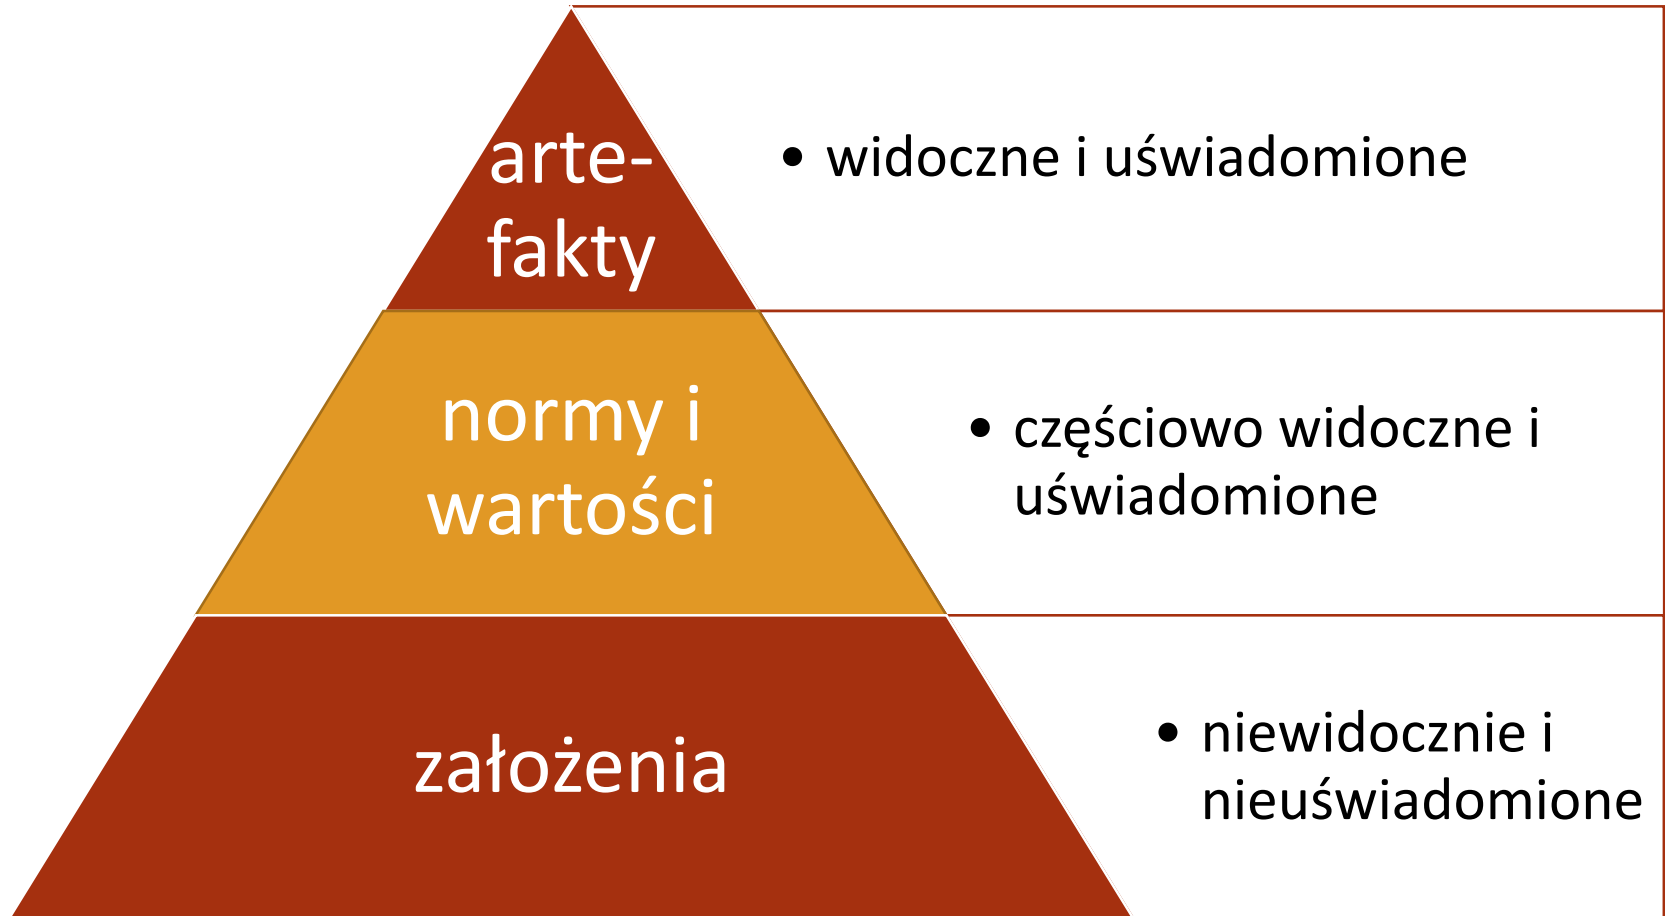 arte-
fakty
• widoczne i uświadomione
normy i
wartości
• częściowo widoczne i
uświadomione
założenia
• niewidocznie i
nieuświadomione